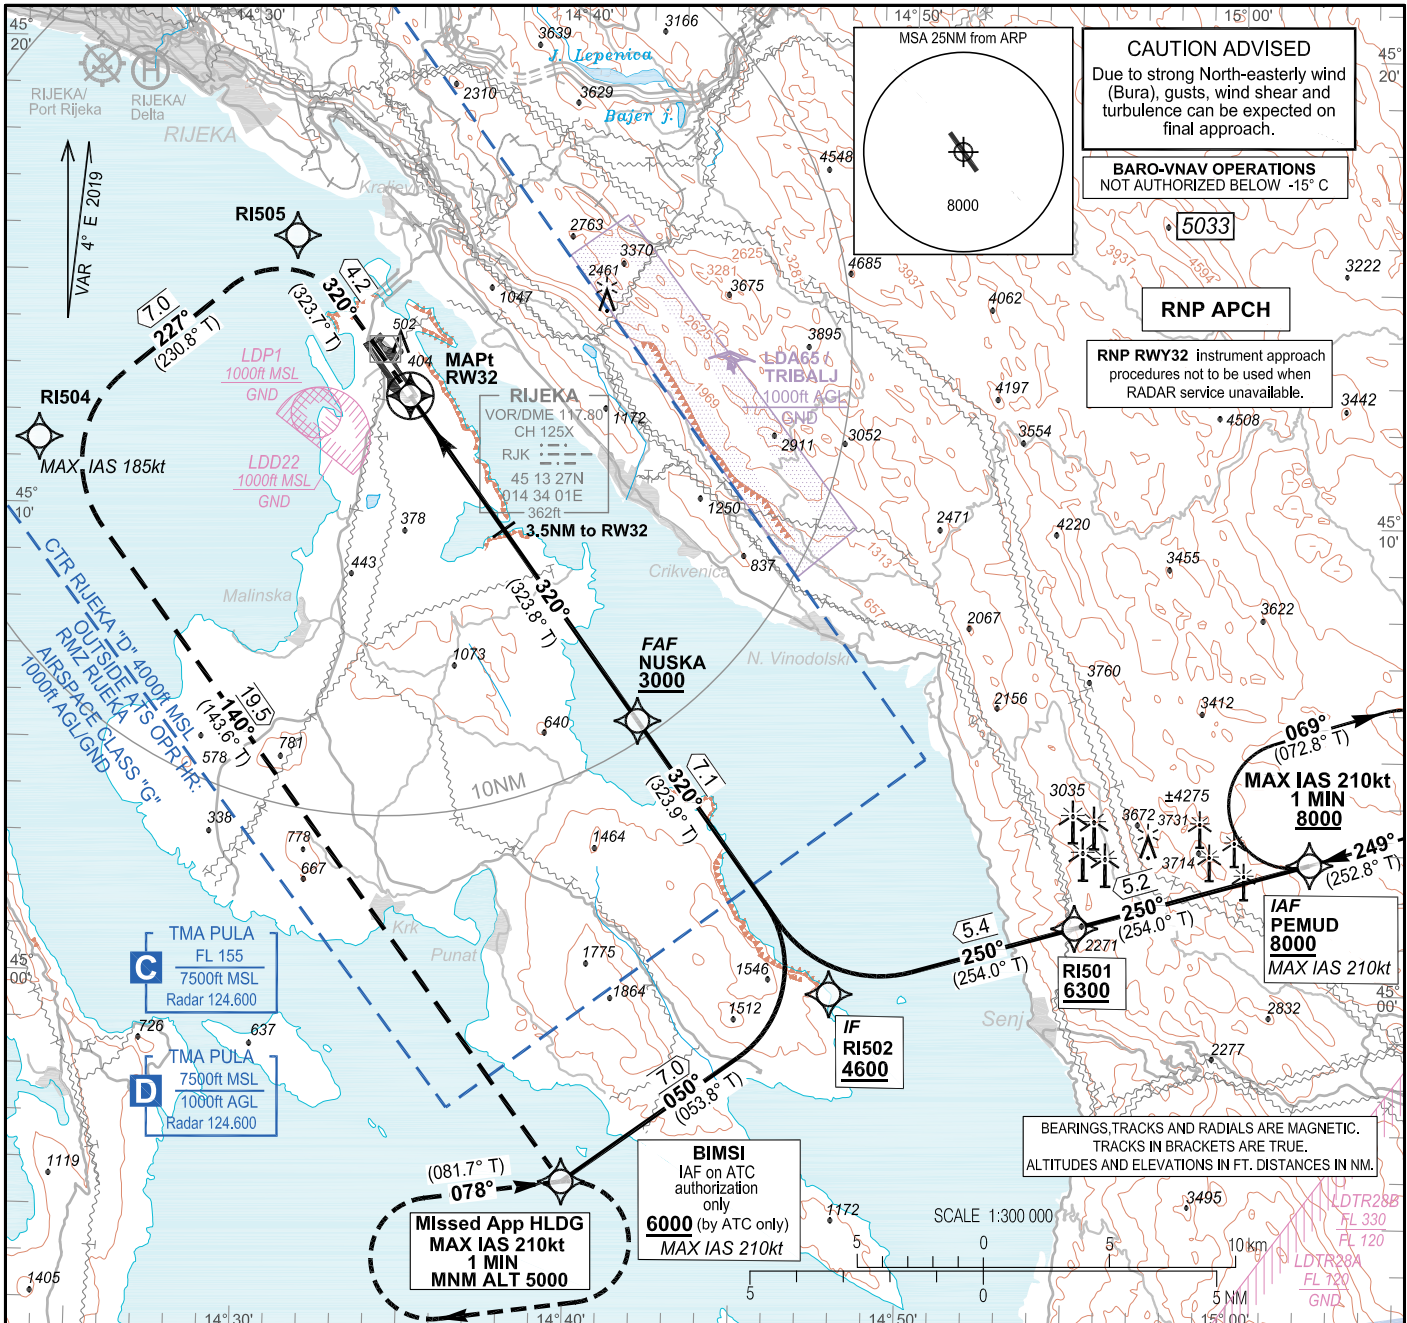 14°30'
14°40'
14°50'
15°00'
45°
20'
45°
20'
3166
3639
J. Lepenica
2310
3629
Bajer j.
RIJEKA/
Port Rijeka
RIJEKA/
Delta
RIJEKA
MSA 25NM from ARP
8000
CAUTION ADVISED
Due to strong North-easterly wind
(Bura), gusts, wind shear and
turbulence can be expected on
final approach.
BARO-VNAV OPERATIONS
NOT AUTHORIZED BELOW -15° C
5033
4548
VAR 4° E 2019
RI505
2763
3370
2461
2625
3281
3281
3675
2625
4685
3937
3937
4594
3222
4062
1047
3895
RNP APCH
RNP RWY32 instrument approach
procedures not to be used when
RADAR service unavailable.
4.2
320°
(323.7° T)
7.0
227°
(230.8° T)
502
404
MAPt
RW32
LDP1
1000ft MSL
GND
LDD22
1000ft MSL
GND
RI504
MAX IAS 185kt
RIJEKA
VOR/DME 117.80
CH 125X
RJK
45 13 27N
014 34 01E
362ft
1172
1969
LDA65 /
TRIBALJ
1000ft AGL
GND
2911
3052
4197
3554
4508
3442
45°
10'
45°
10'
378
443
3.5NM to RW32
1250
837
1313
657
2471
4220
3455
3622
2067
Crikvenica
Malinska
320°
(323.8° T)
FAF
NUSKA
3000
N. Vinodolski
1073
640
3760
2156
3412
CTR RIJEKA "D" 4000ft MSL
OUTSIDE ATS OPR HR:
RMZ RIJEKA
AIRSPACE CLASS "G"
1000ft AGL/GND
19.5
140°
(143.6° T)
578
781
338
778
667
10NM
7.1
320°
(323.9° T)
1464
069°
(072.8° T)
MAX IAS 210kt
1 MIN
8000
3035
±4275
3672
3731
3714
249°
(252.8° T)
5.2
250°
(254.0° T)
IAF
PEMUD
8000
MAX IAS 210kt
5.4
250°
(254.0° T)
2271
RI501
6300
Krk
Punat
1775
1864
1546
1512
IF
RI502
4600
Senj
2832
2277
45°
00'
45°
00'
C
TMA PULA
FL 155
7500ft MSL
Radar 124.600
726
637
D
TMA PULA
7500ft MSL
1000ft AGL
Radar 124.600
7.0
050°
(053.8° T)
BIMSI
IAF on ATC
authorization
only
6000 (by ATC only)
MAX IAS 210kt
BEARINGS,TRACKS AND RADIALS ARE MAGNETIC.
TRACKS IN BRACKETS ARE TRUE.
ALTITUDES AND ELEVATIONS IN FT. DISTANCES IN NM.
1119
1405
(081.7° T)
078°
MIssed App HLDG
MAX IAS 210kt
1 MIN
MNM ALT 5000
1172
3495
SCALE 1:300 000
5
0
5
10 km
5
0
5 NM
LDTR28B
FL 330
FL 120
LDTR28A
FL 120
GND
14°30'
14°40'
14°50'
15°00'